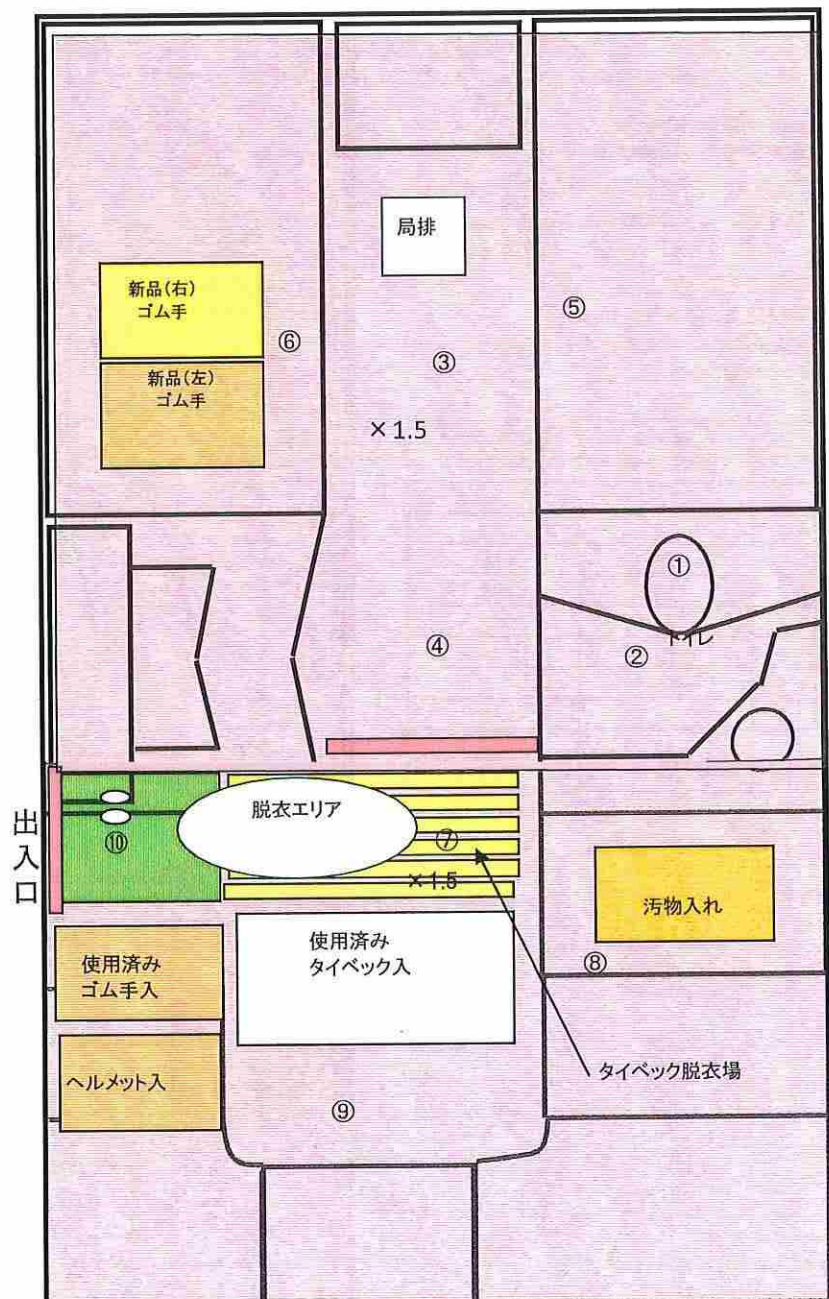 局排
新品(右)
ゴム手
⑥
⑤
③
新品(左)
ゴム手
×1.5
①
トイレ
④
②
出入口
脱衣エリア
⑩
⑦
×1.5
汚物入れ
使用済み
タイベック入
使用済み
ゴム手入
⑧
ヘルメット入
タイベック脱衣場
⑨